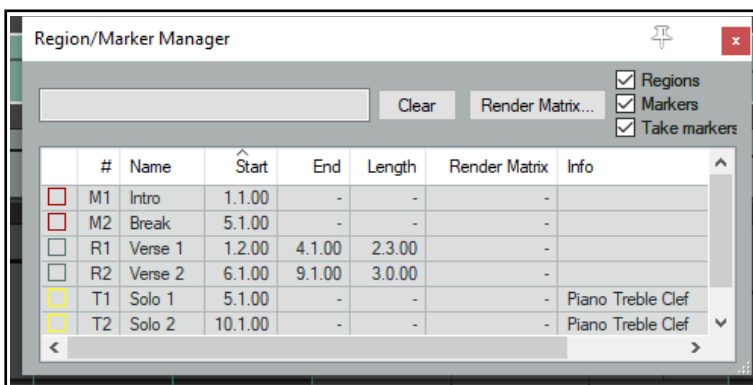 Region/Marker Manager
x
Regions
Clear Render Matrix... Markers
Take markers
# Name Start End Length Render Matrix Info
M1 Intro 1.1.00 - - -
M2 Break 5.1.00 - - -
R1 Verse 1 1.2.00 4.1.00 2.3.00 -
R2 Verse 2 6.1.00 9.1.00 3.0.00 -
T1 Solo 1 5.1.00 - - - Piano Treble Clef
T2 Solo 2 10.1.00 - - - Piano Treble Clef